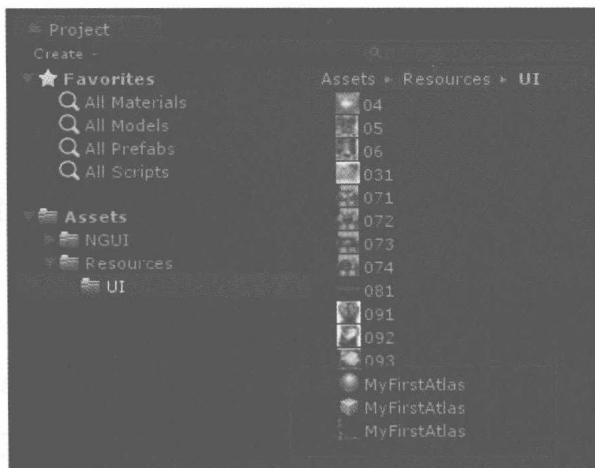 Project
Create
Favorites
All Materials
All Models
All Prefabs
All Scripts
Assets
NGUI
Resources
UI
Assets ▸ Resources ▸ UI
04
05
06
031
071
072
073
074
081
091
092
093
MyFirstAtlas
MyFirstAtlas
MyFirstAtlas